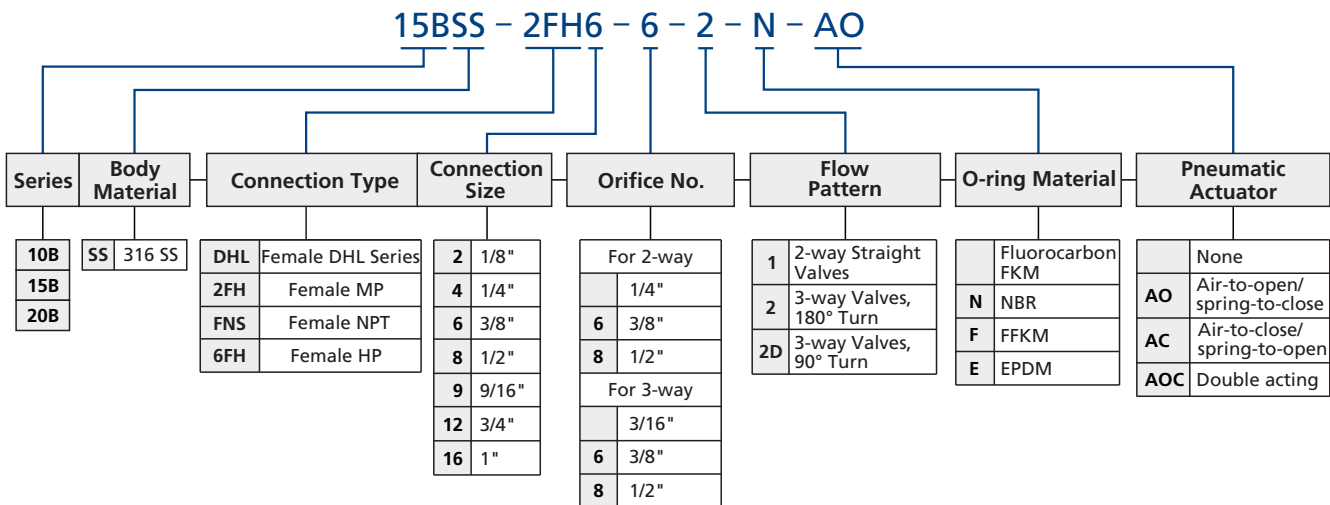 15BSS – 2FH6 – 6 – 2 – N – AO
Series
Body
Material
Connection Type
Connection
Size
Orifice No.
Flow
Pattern
O-ring Material
Pneumatic
Actuator
10B
15B
20B
SS 316 SS
DHL Female DHL Series
2FH Female MP
FNS Female NPT
6FH Female HP
2 1/8"
4 1/4"
6 3/8"
8 1/2"
9 9/16"
12 3/4"
16 1"
For 2-way
1/4"
6 3/8"
8 1/2"
For 3-way
3/16"
6 3/8"
8 1/2"
1 2-way Straight
Valves
2 3-way Valves,
180° Turn
2D 3-way Valves,
90° Turn
Fluorocarbon
FKM
N NBR
F FFKM
E EPDM
None
AO Air-to-open/
spring-to-close
AC Air-to-close/
spring-to-open
AOC Double acting